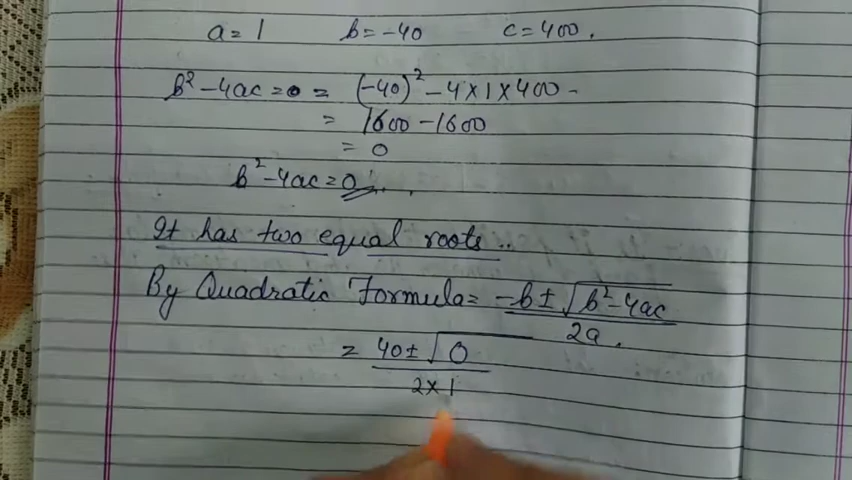 a = 1 b = -40 c = 400.
b² - 4ac = 0 = (-40)² - 4 × 1 × 400 -
= 1600 - 1600
= 0
b² - 4ac = 0
It has two equal roots..
By Quadratic Formula = -b ± √b² - 4ac
2a.
= 40 ± √0
2 × 1